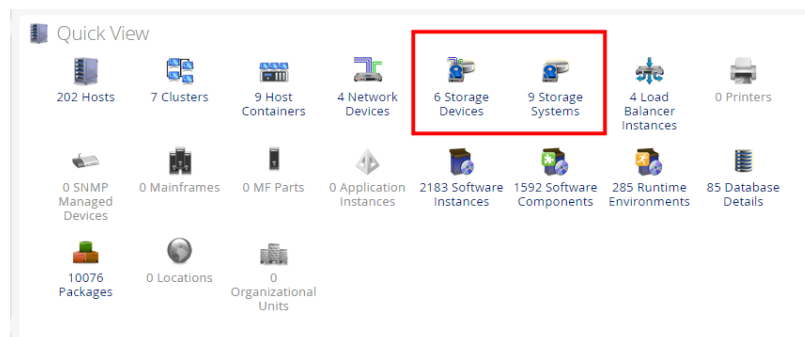 Quick View
202 Hosts
7 Clusters
9 Host
Containers
4 Network
Devices
6 Storage
Devices
9 Storage
Systems
4 Load
Balancer
Instances
0 Printers
0 SNMP
Managed
Devices
0 Mainframes
0 MF Parts
0 Application
Instances
2183 Software
Instances
1592 Software
Components
285 Runtime
Environments
85 Database
Details
10076
Packages
0 Locations
0
Organizational
Units